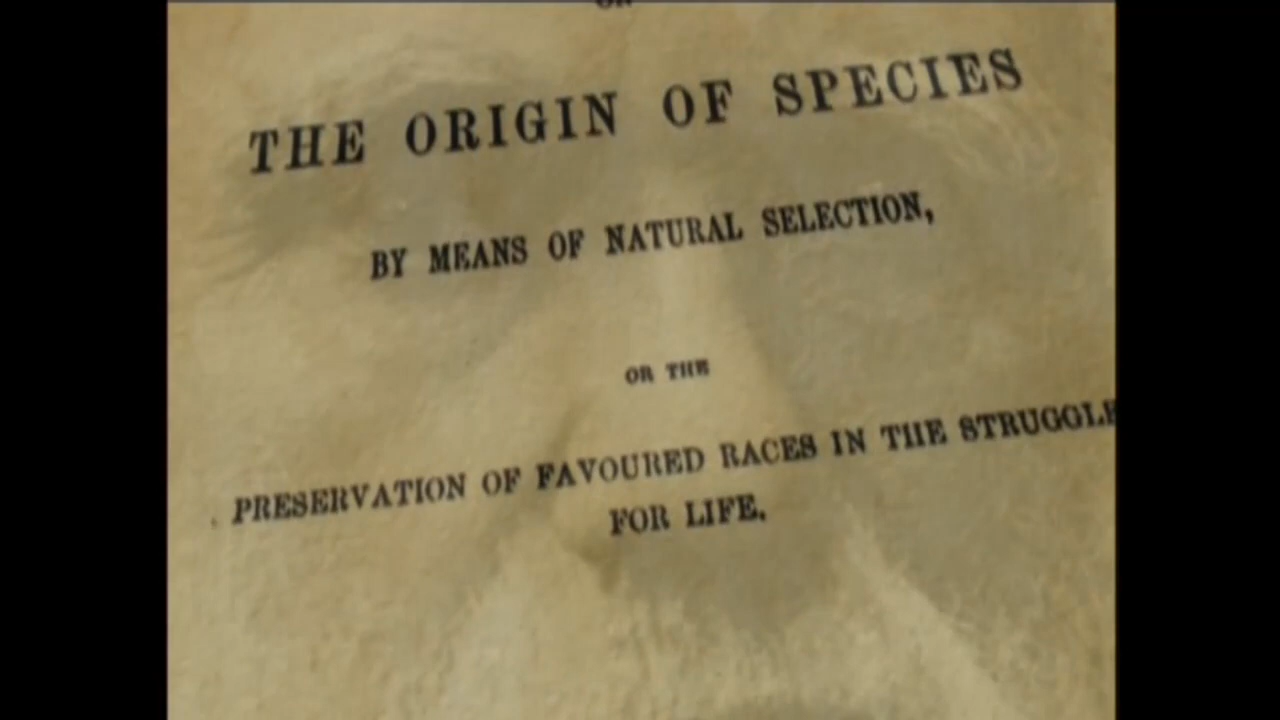 THE ORIGIN OF SPECIES
BY MEANS OF NATURAL SELECTION,
OR THE
PRESERVATION OF FAVOURED RACES IN THE STRUGGLE
FOR LIFE.